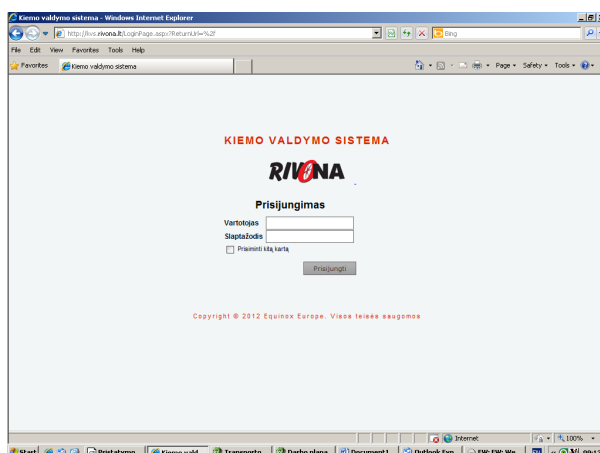 Kiemo valdymo sistema - Windows Internet Explorer
http://kvs.rivona.lt/LoginPage.aspx?ReturnUrl=%2f
Bing
File Edit View Favorites Tools Help
Favorites Kiemo valdymo sistema Page Safety Tools
KIEMO VALDYMO SISTEMA
RIVONA
Prisijungimas
Vartotojas
Slaptažodis
Prisiminti kitą kartą
Prisijungti
Copyright © 2012 Equinox Europe. Visos teisės saugomos
Internet 100%
Start Pristatymo Kiemo vald Transporto Darbo plana Document1 Outlook Exp FW: FW: We